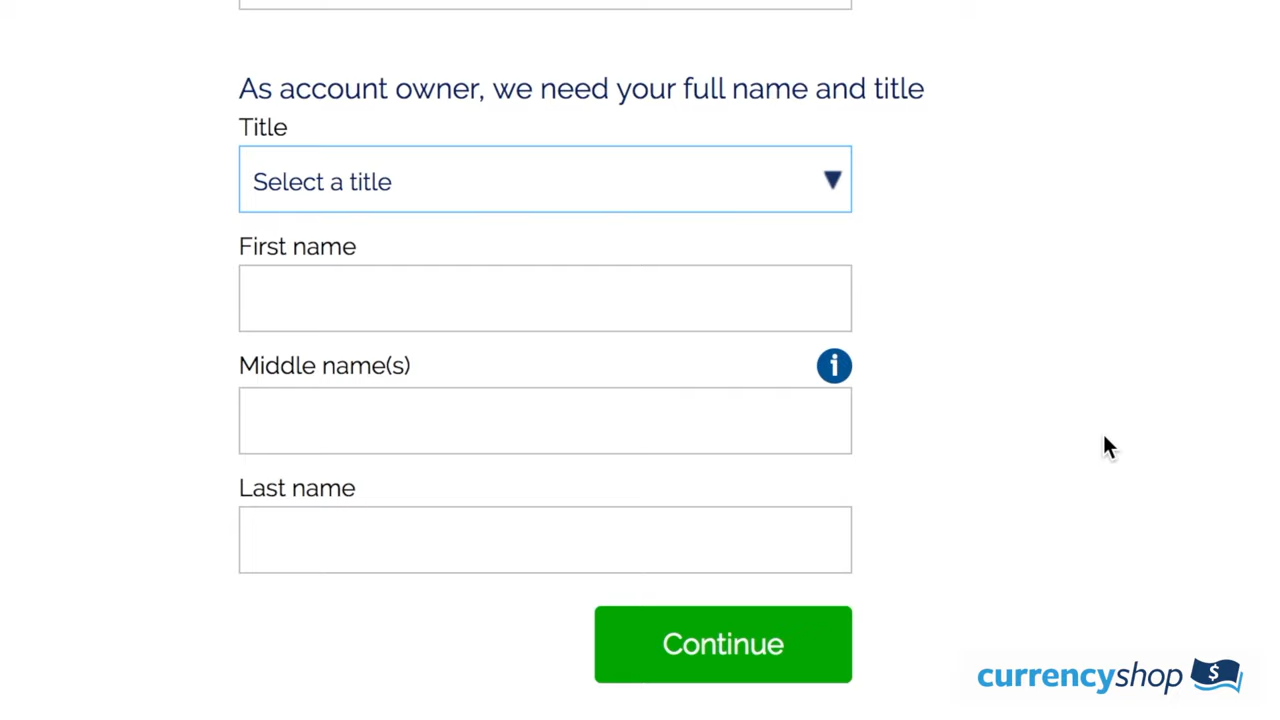 As account owner, we need your full name and title
Title
Select a title
First name
Middle name(s)
Last name
Continue
currencyshop